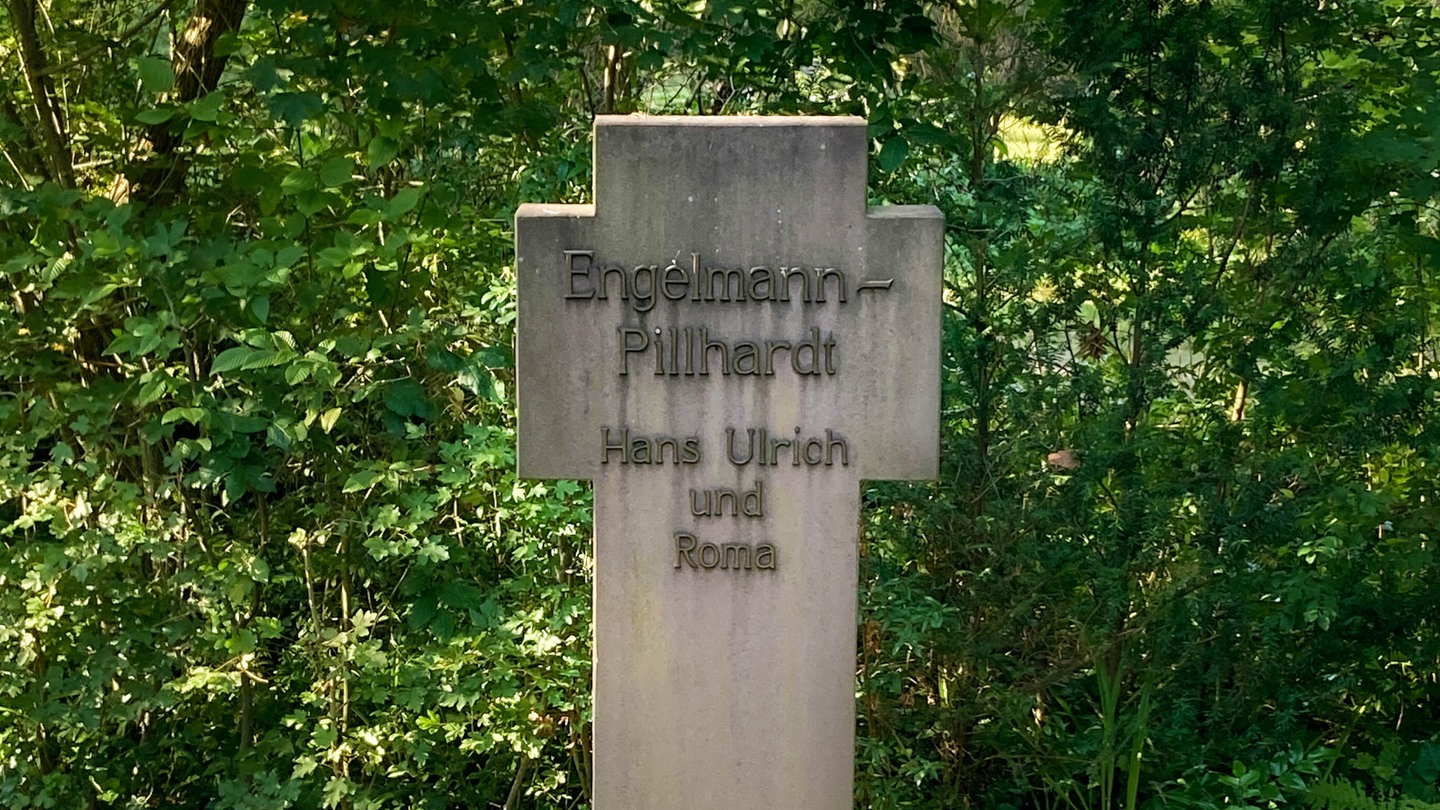 Engelmann-
Pillhardt
Hans Ulrich
und
Roma